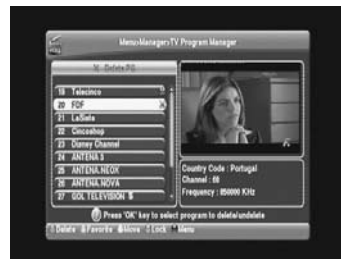 Menu>Manager>TV Program Manager
Delete PG
19 Telecinco
20 FDF
21 LaSiete
22 Cincoshop
23 Disney Channel
24 ANTENA 3
25 ANTENA.NEOX
26 ANTENA.NOVA
27 GOL TELEVISION $
Country Code : Portugal
Channel : 68
Frequency : 850000 KHz
Press 'OK' key to select program to delete/undelete
Delete Favorite Move Lock Menu